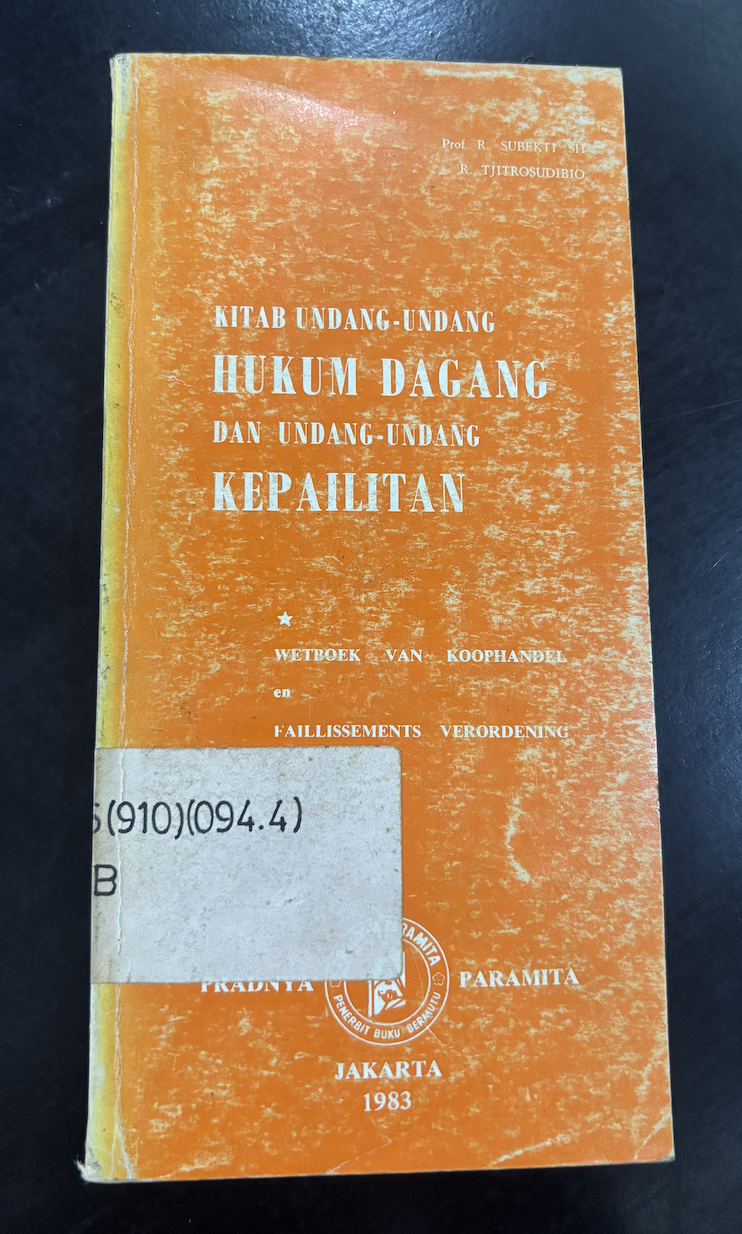 Prof R. SUBEKTI SH
R. TJITROSUDIBIO
KITAB UNDANG-UNDANG
HUKUM DAGANG
DAN UNDANG-UNDANG
KEPAILITAN
WETBOEK VAN KOOPHANDEL
en
FAILLISSEMENTS VERORDENING
(910)(094.4)
B
PRADNYA PARAMITA
PENERBIT BUKU BERMUTU
JAKARTA
1983